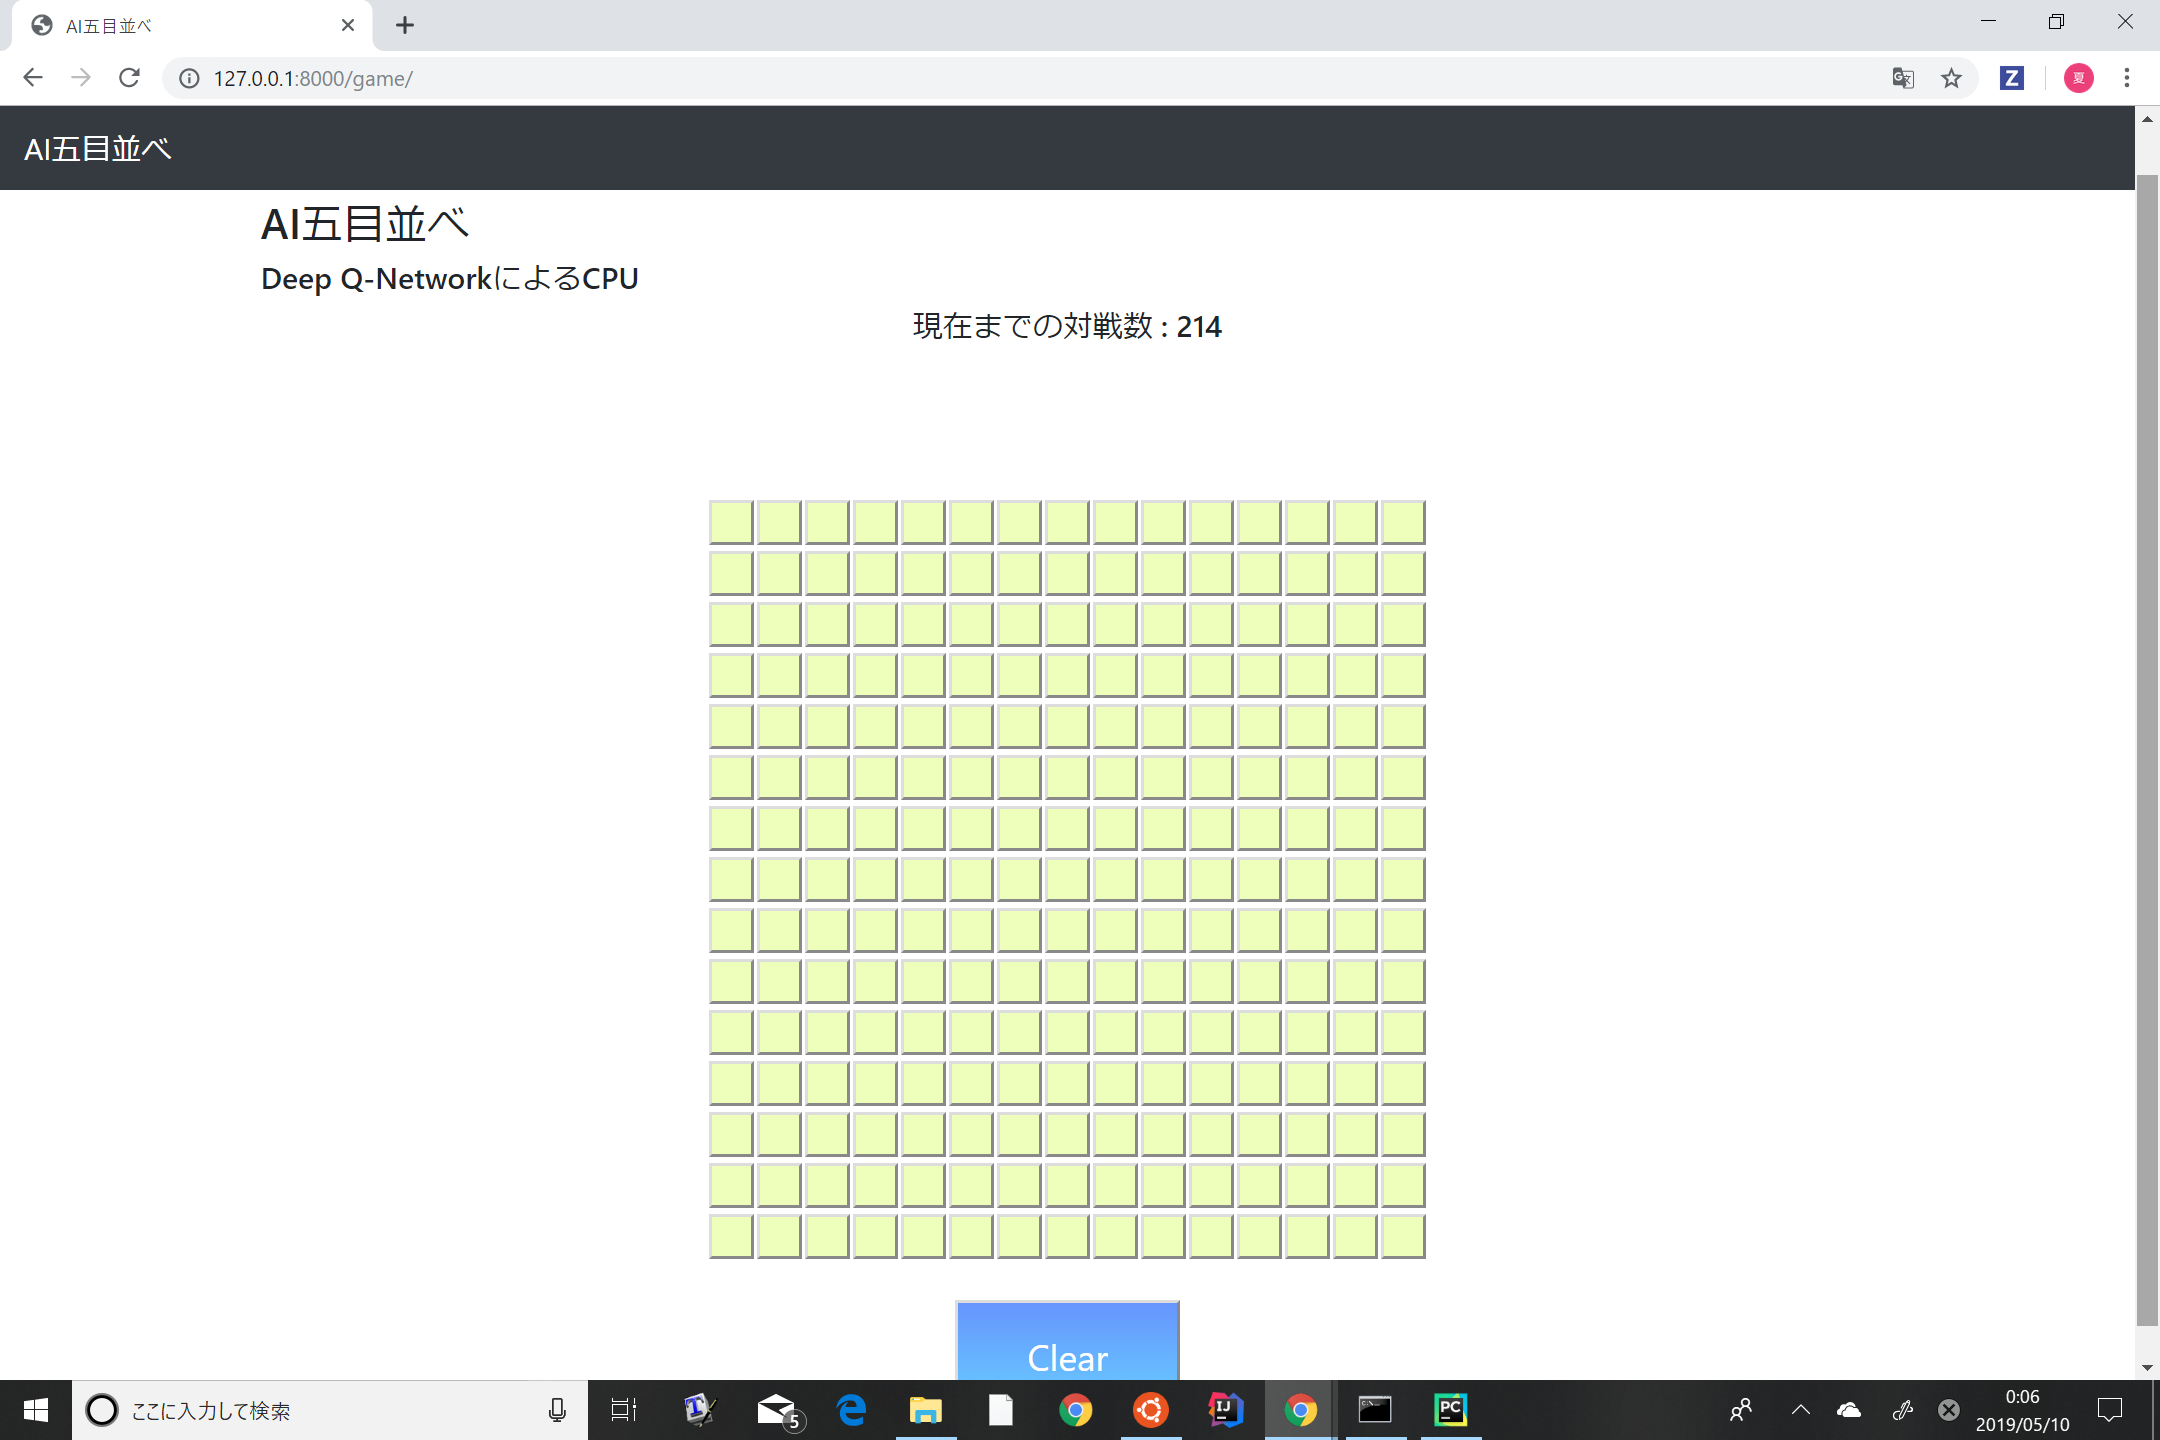 AI五目並べ
127.0.0.1:8000/game/
夏
AI五目並べ
AI五目並べ
Deep Q-NetworkによるCPU
現在までの対戦数 : 214
Clear
ここに入力して検索
5
0:06
2019/05/10